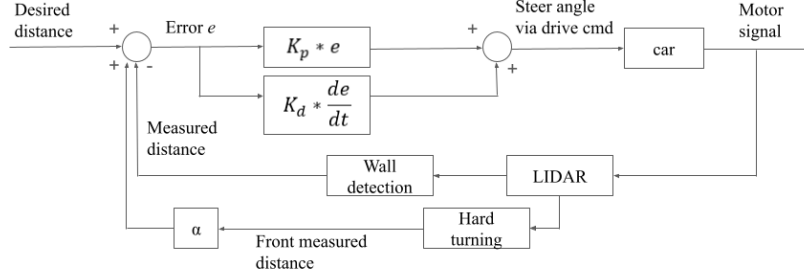 Desired
distance
+
+
-
Error e
K_p * e
K_d * de/dt
+
+
Steer angle
via drive cmd
car
Motor
signal
Measured
distance
Wall
detection
LIDAR
α
Front measured
distance
Hard
turning